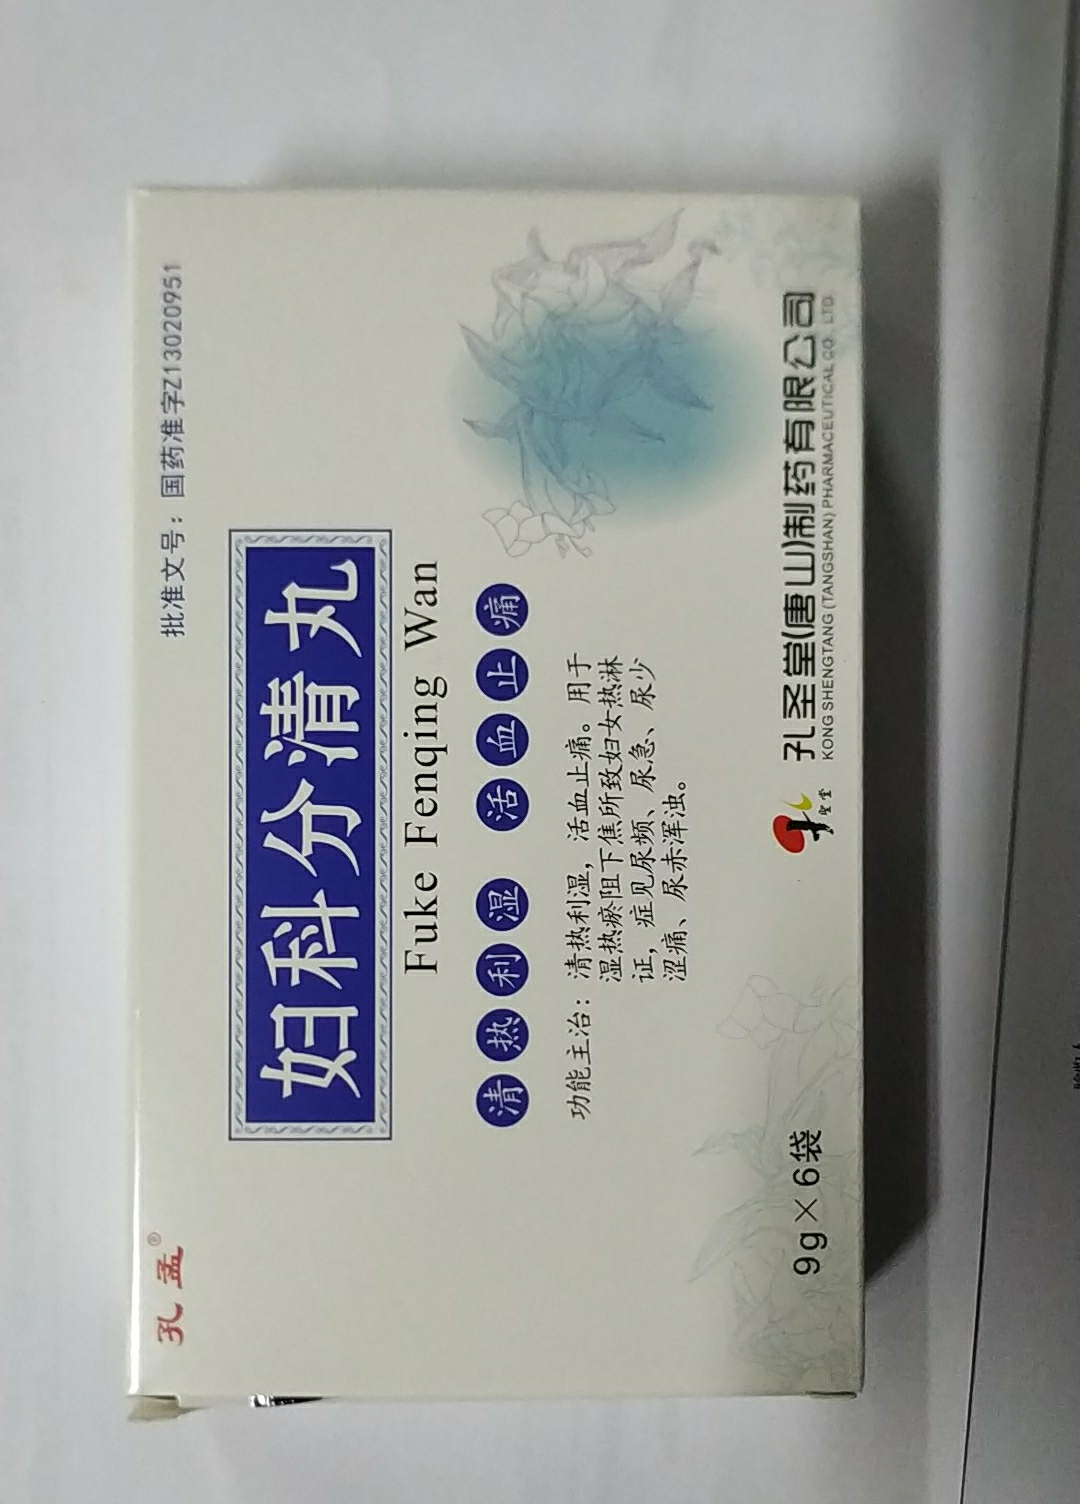 孔孟®
批准文号：国药准字Z13020951
妇科分清丸
Fuke Fenqing Wan
清热利湿 活血止痛
功能主治：清热利湿，活血止痛。用于
湿热瘀阻下焦所致妇女热淋
证，症见尿频、尿急、尿少
涩痛、尿赤浑浊。
9g×6袋
孔圣堂
孔圣堂(唐山)制药有限公司
KONG SHENGTANG (TANGSHAN) PHARMACEUTICAL CO., LTD.